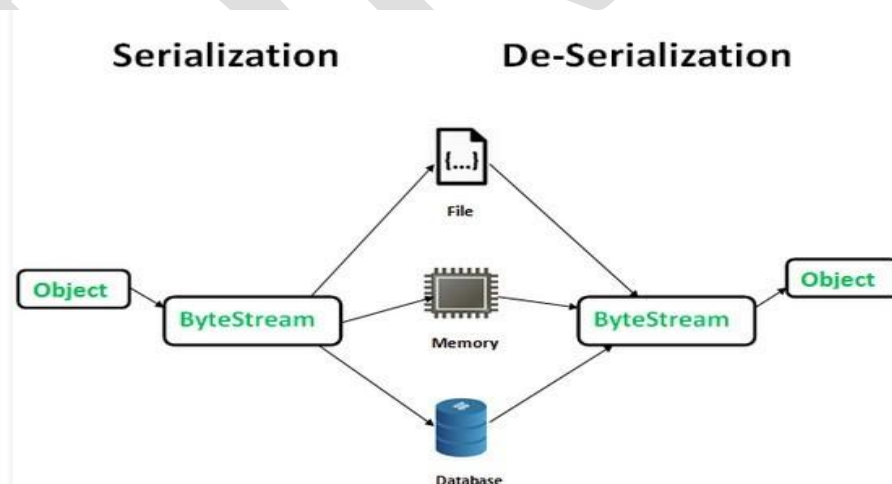 Serialization
De-Serialization
{...}
File
Object
ByteStream
Memory
ByteStream
Object
Database